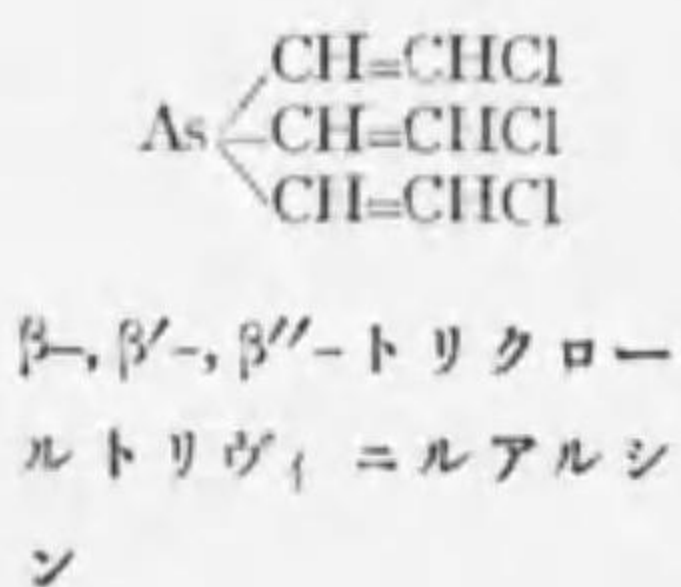 CH=CHCl
As—CH=CHCl
CH=CHCl
β-, β′-, β″-トリクロー
ルトリヴィニルアルシ
ン